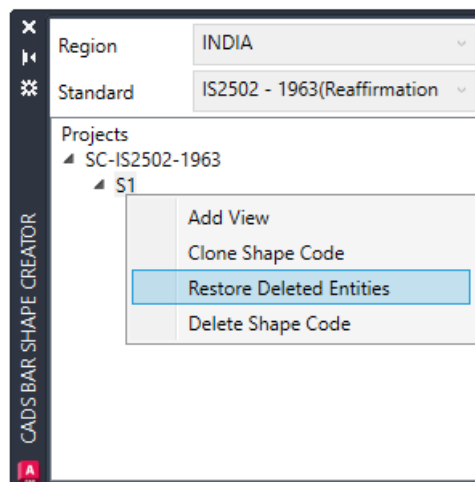 Region INDIA
Standard IS2502 - 1963(Reaffirmation
Projects
SC-IS2502-1963
S1
Add View
Clone Shape Code
Restore Deleted Entities
Delete Shape Code
CADS BAR SHAPE CREATOR
A